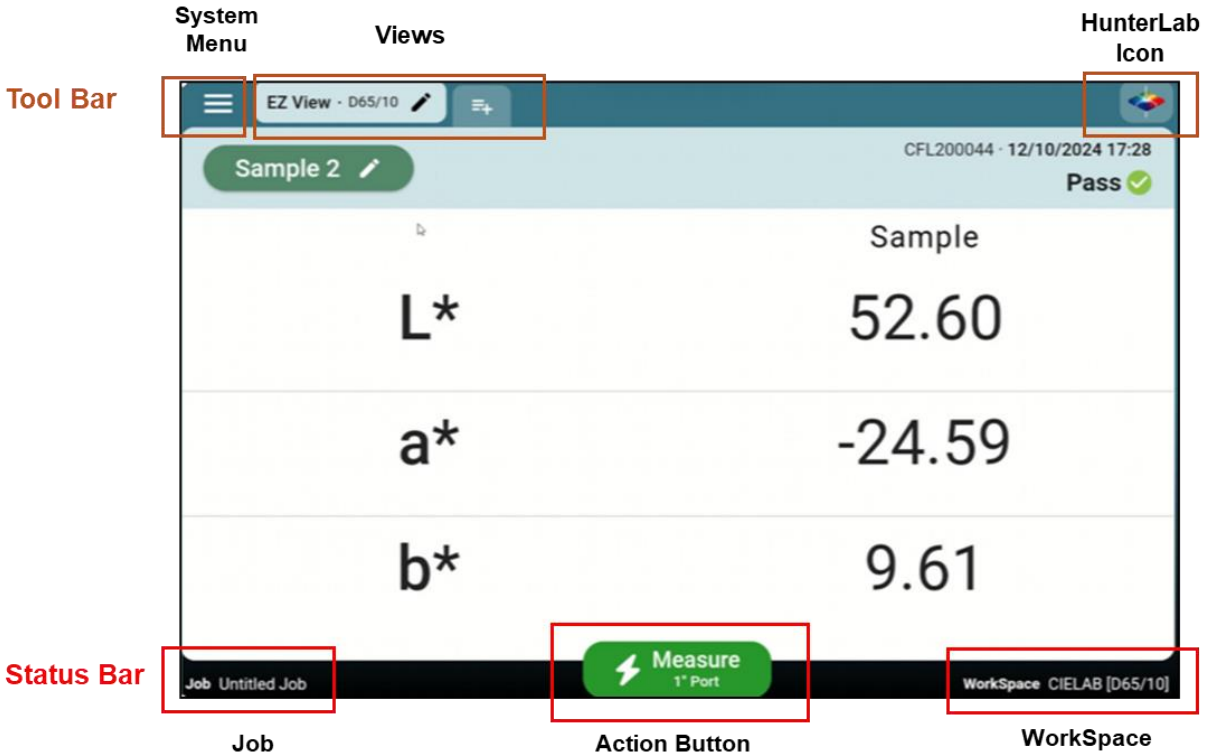 System
Menu
Views
HunterLab
Icon
Tool Bar
EZ View · D65/10
Sample 2
CFL200044 · 12/10/2024 17:28
Pass
Sample
L*
52.60
a*
-24.59
b*
9.61
Status Bar
Job Untitled Job
Measure
1" Port
WorkSpace CIELAB [D65/10]
Job
Action Button
WorkSpace